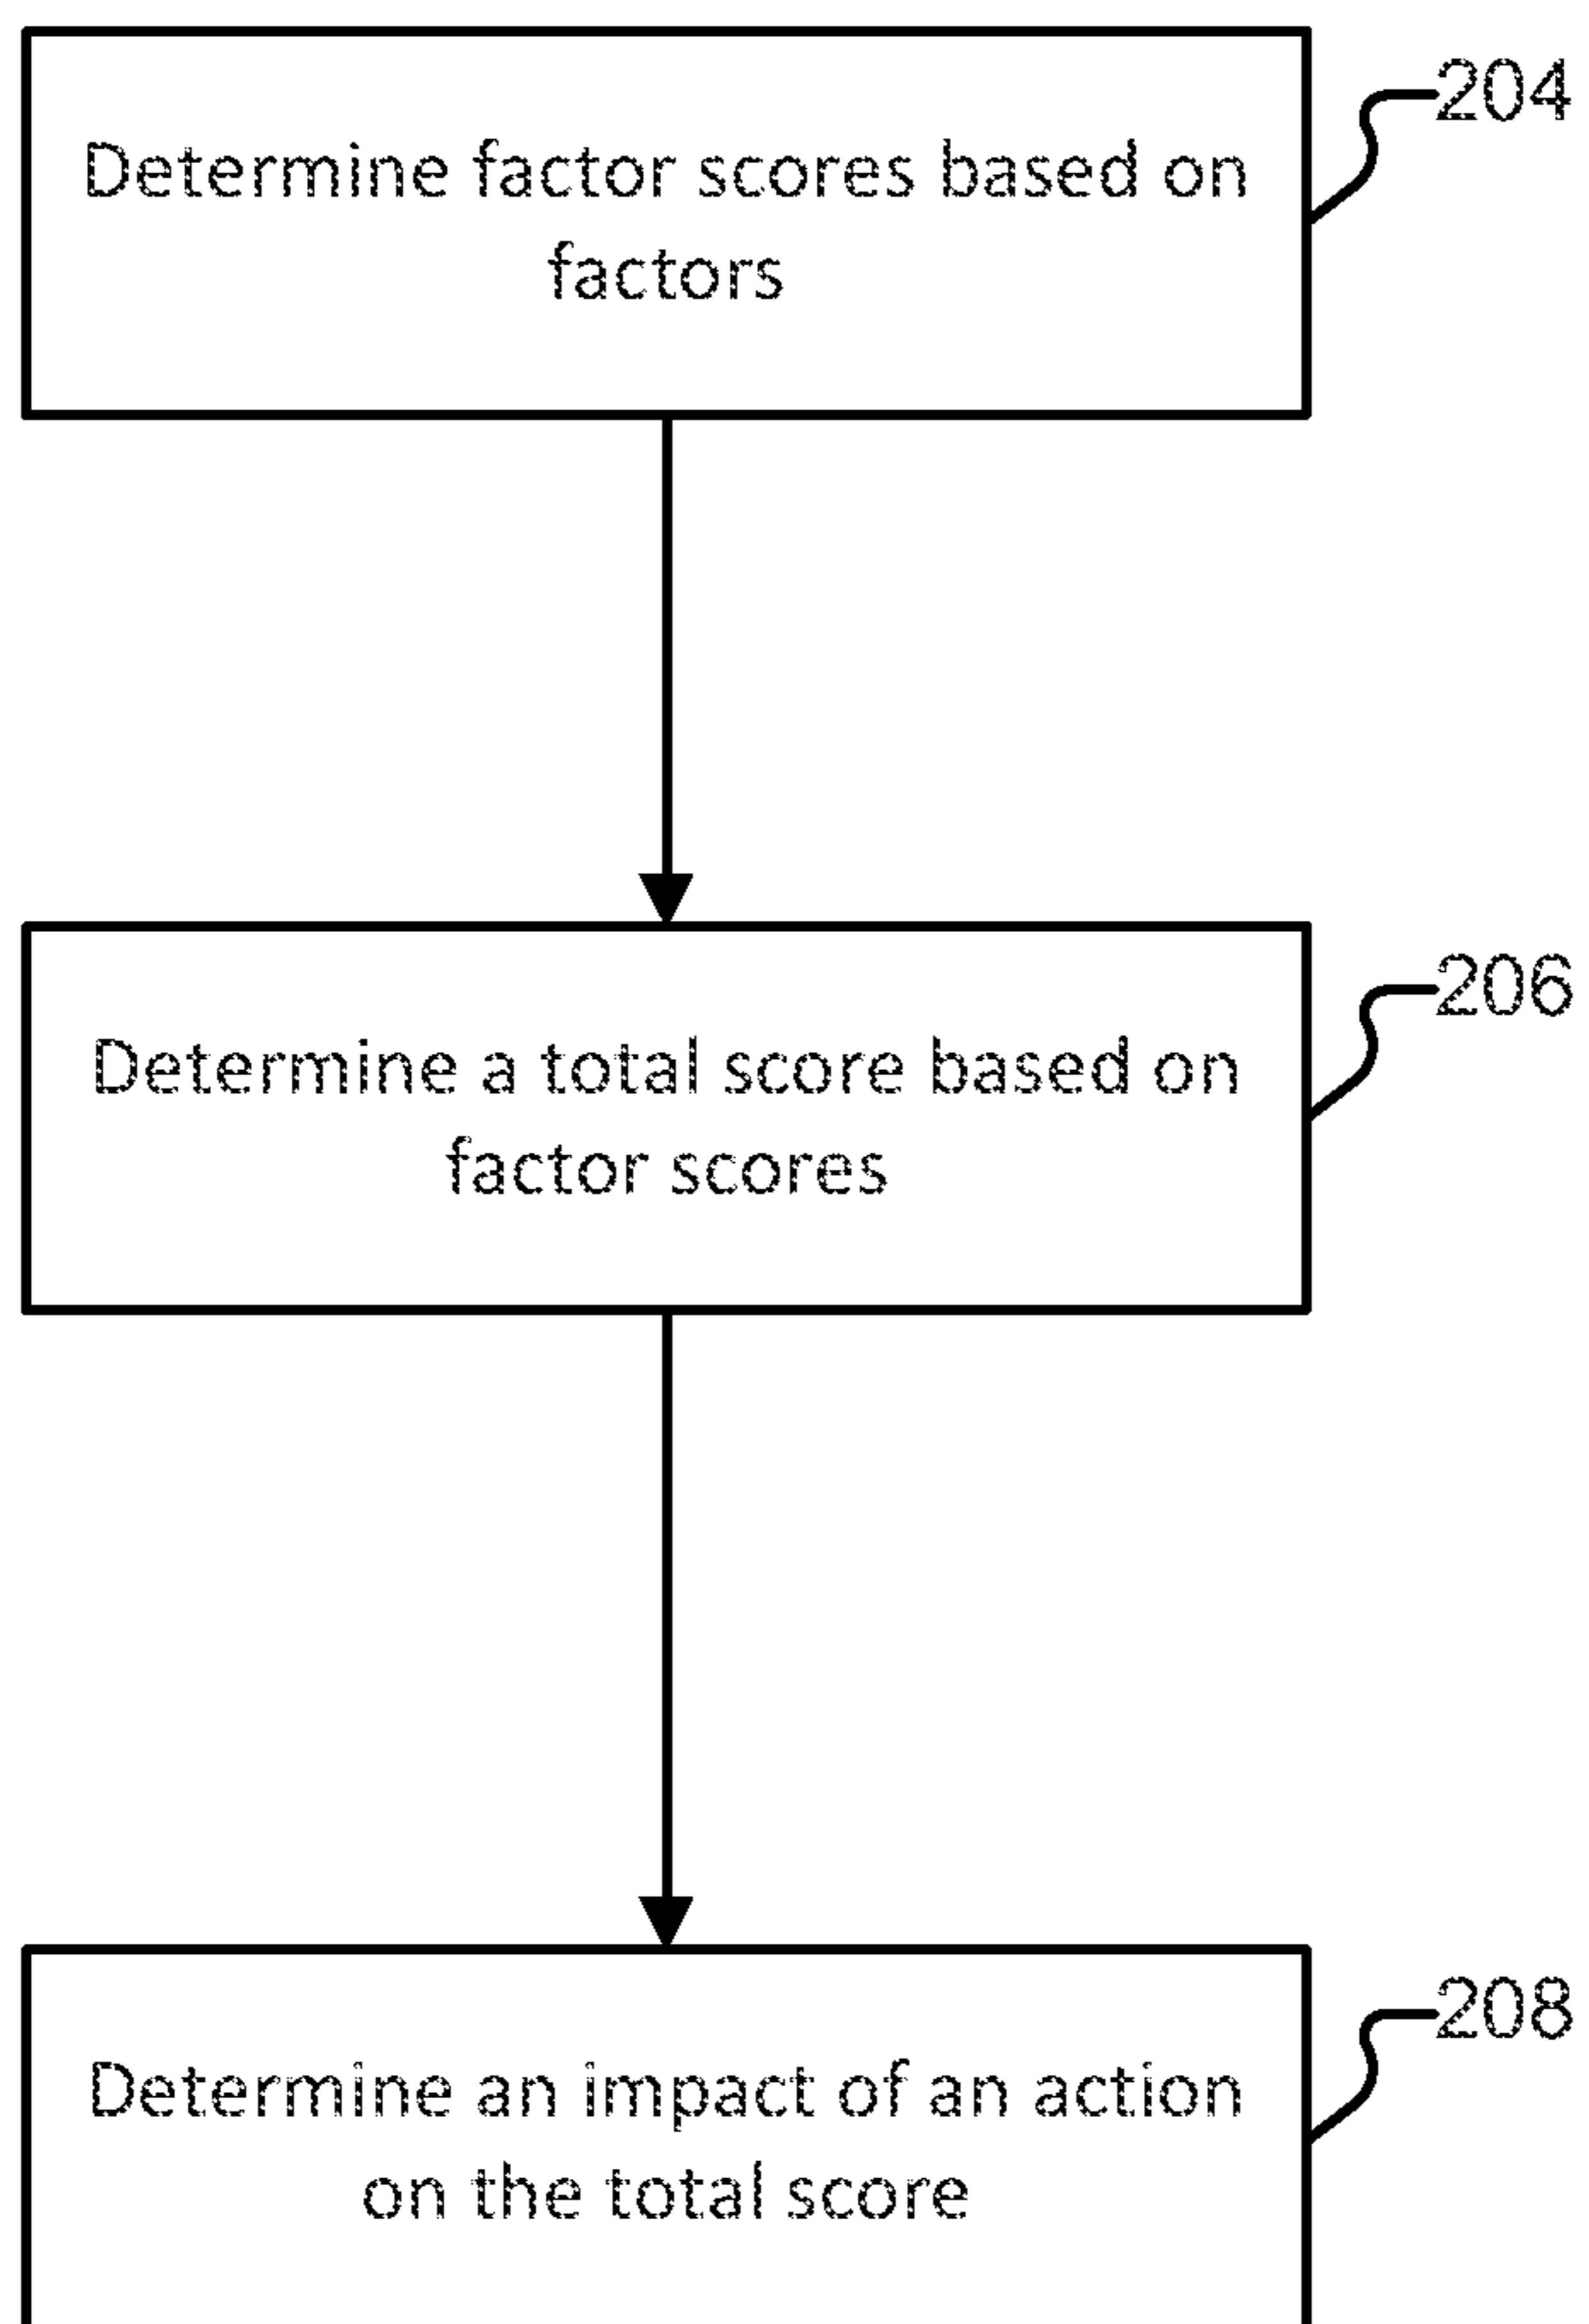 204
Determine factor scores based on
factors
206
Determine a total score based on
factor scores
208
Determine an impact of an action
on the total score